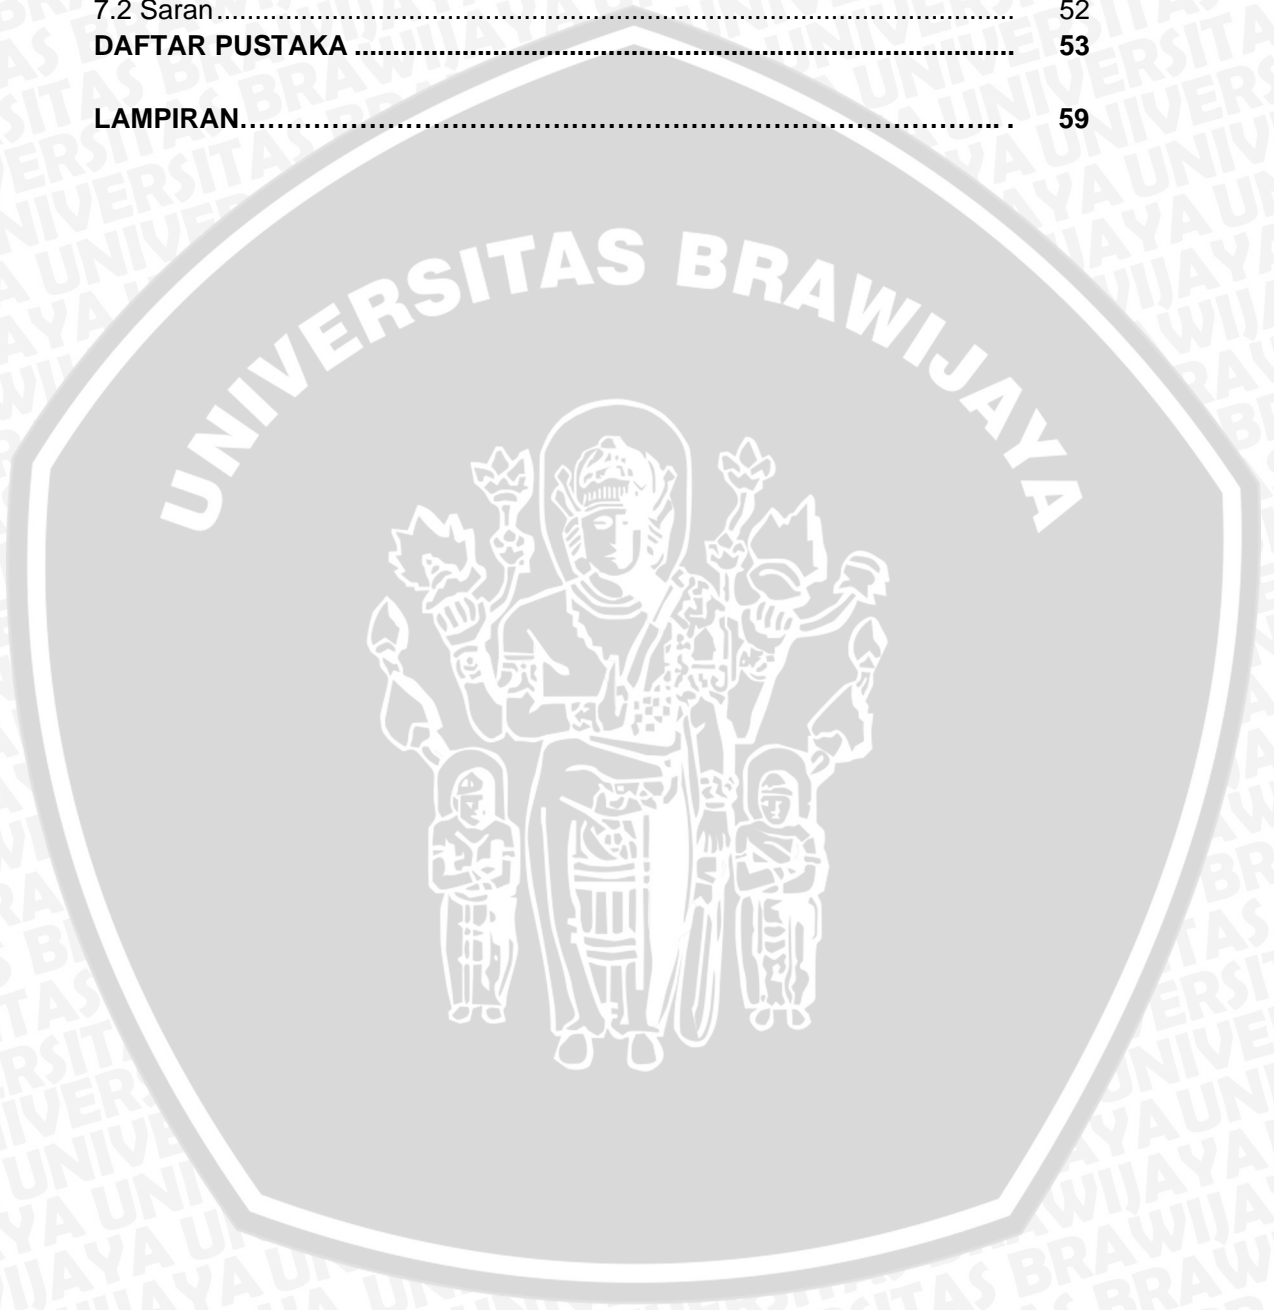 7.2 Saran............................................................................................................ 52
DAFTAR PUSTAKA ....................................................................................... 53
LAMPIRAN……………………………………………………………………….. . 59
UNIVERSITAS BRAWIJAYA